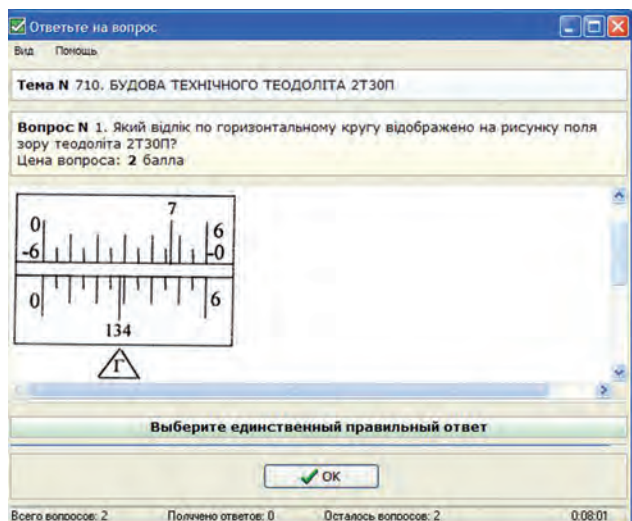 Ответьте на вопрос
Вид Помощь
Тема N 710. БУДОВА ТЕХНІЧНОГО ТЕОДОЛІТА 2Т30П
Вопрос N 1. Який відлік по горизонтальному кругу відображено на рисунку поля
зору теодоліта 2Т30П?
Цена вопроса: 2 балла
7
0 6
-6 -0
0 6
134
Г
Выберите единственный правильный ответ
OK
Всего вопросов: 2 Получено ответов: 0 Осталось вопросов: 2 0:08:01